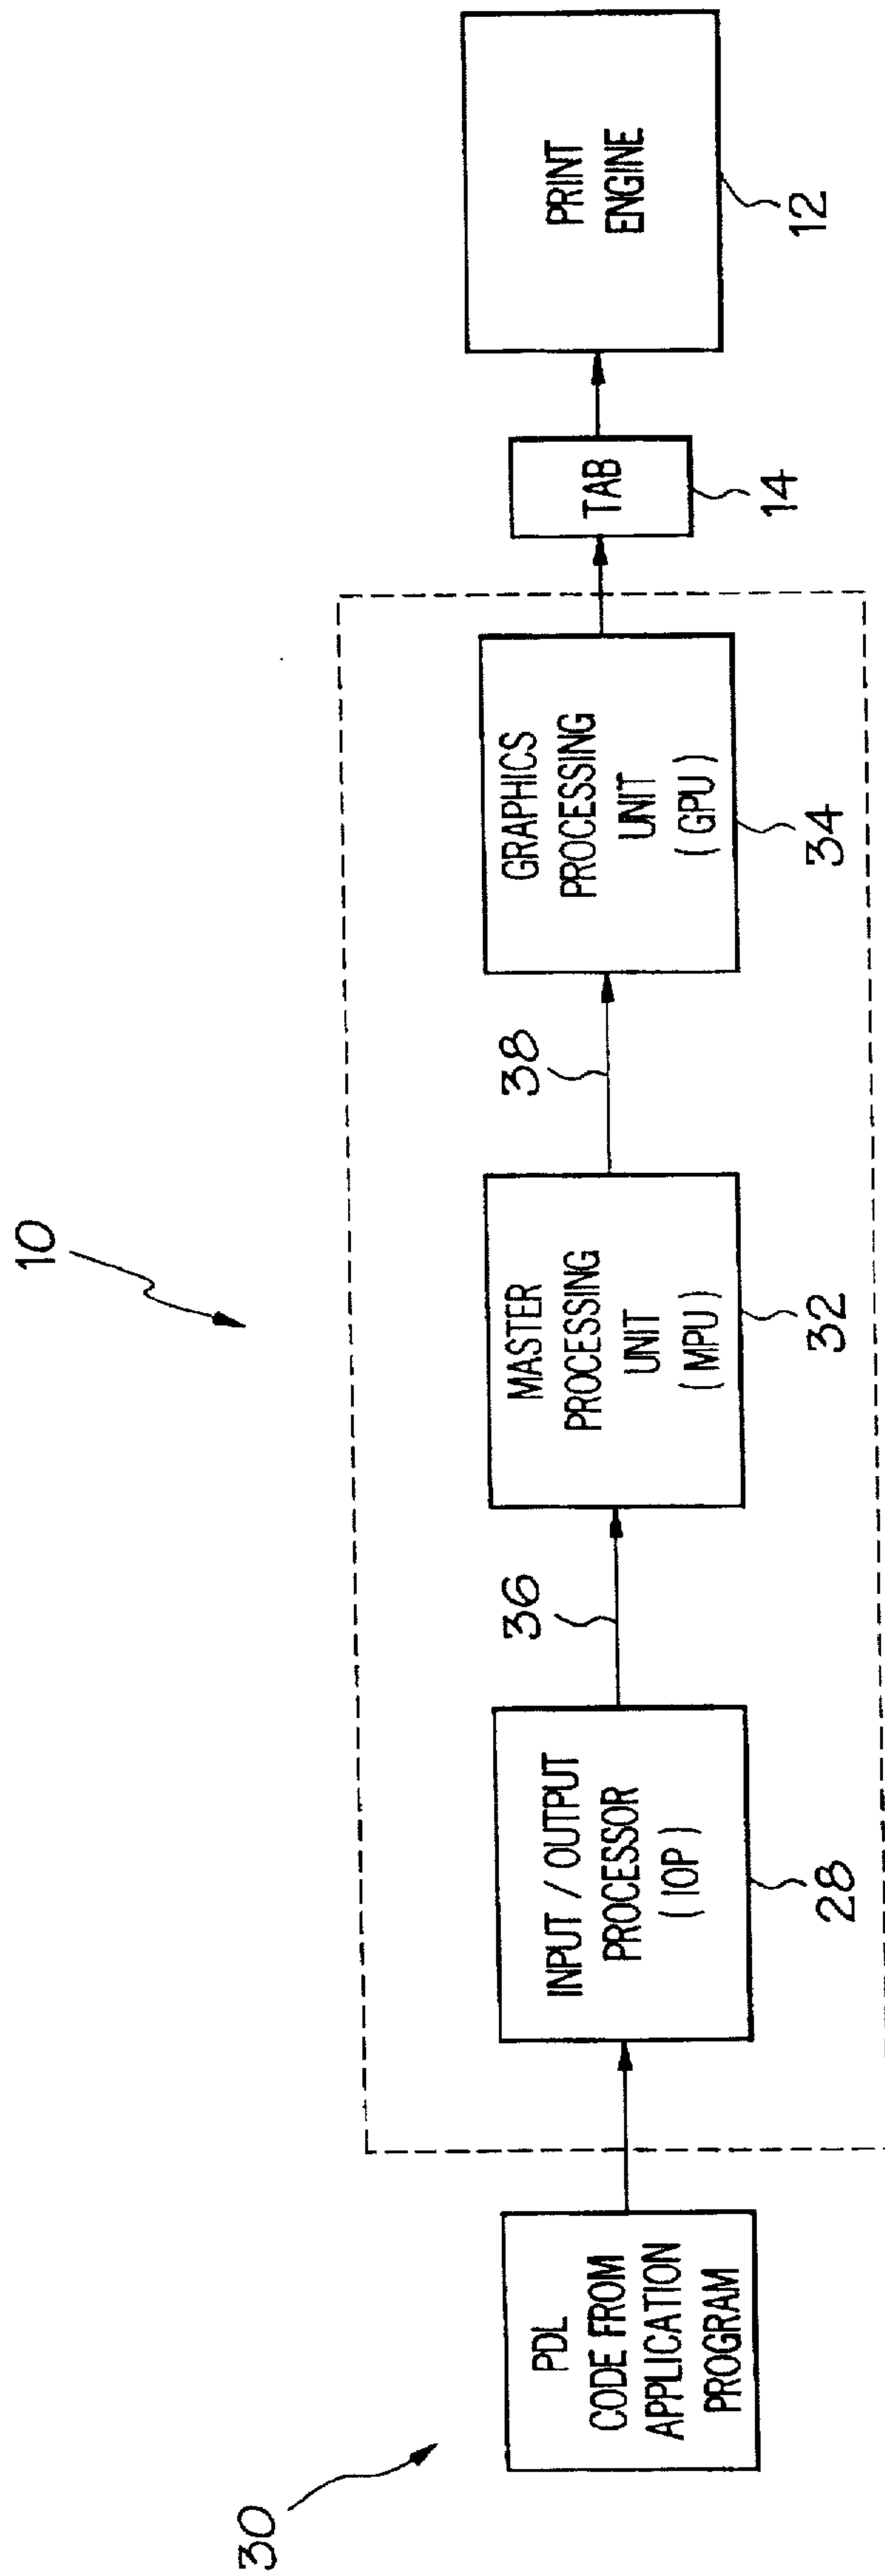 10
30
PDL
CODE FROM
APPLICATION
PROGRAM
INPUT / OUTPUT
PROCESSOR
( IOP )
28
36
MASTER
PROCESSING
UNIT
( MPU )
32
38
GRAPHICS
PROCESSING
UNIT
( GPU )
34
TAB
14
PRINT
ENGINE
12